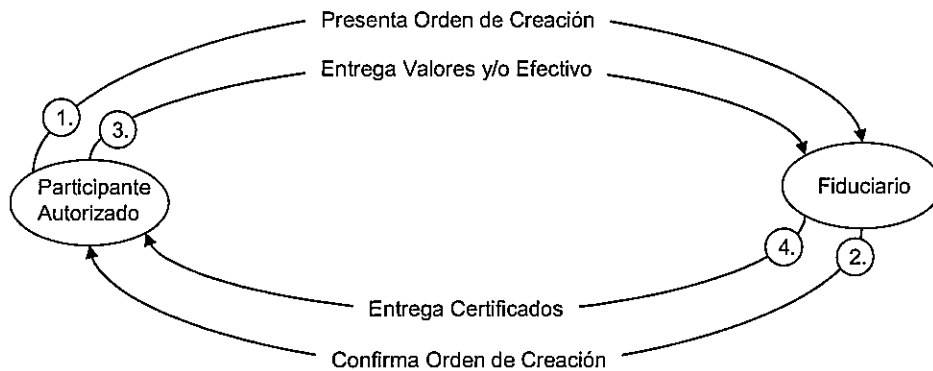 Presenta Orden de Creación
Entrega Valores y/o Efectivo
1.
3.
Participante
Autorizado
Fiduciario
4.
2.
Entrega Certificados
Confirma Orden de Creación